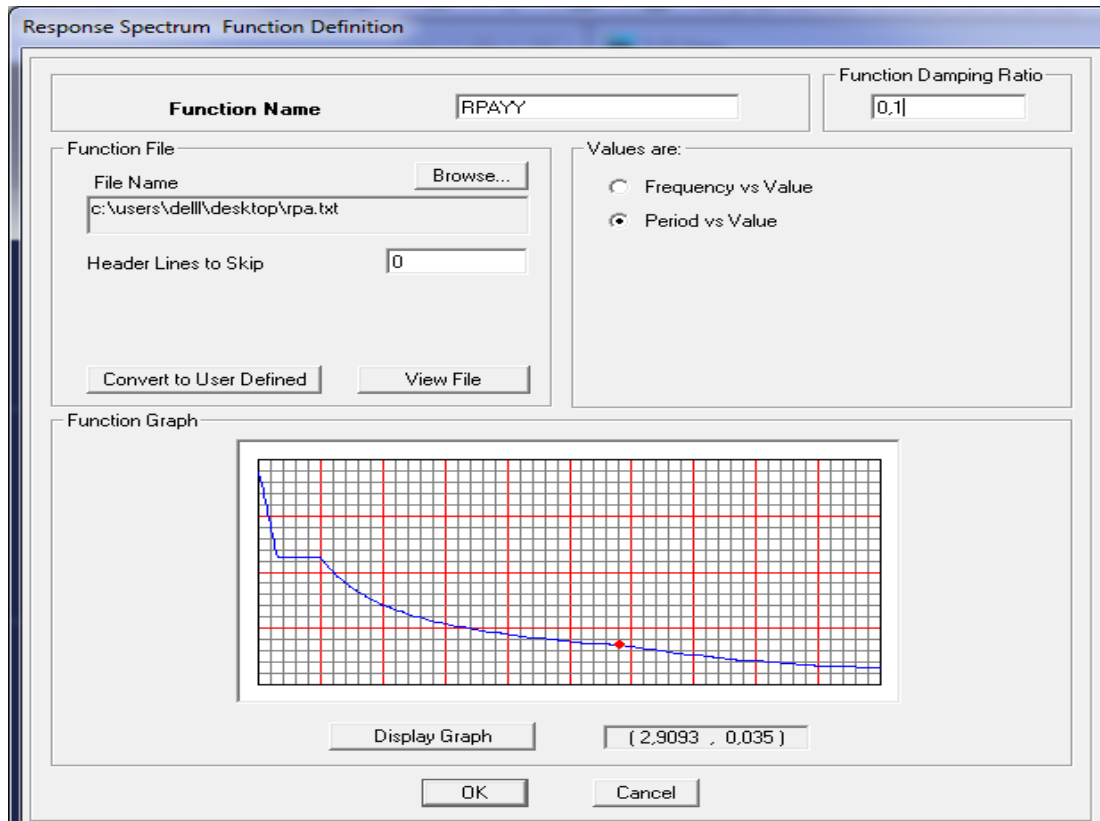 Response Spectrum Function Definition
Function Name
RPAYY
Function Damping Ratio
0,1
Function File
File Name
Browse...
c:\users\delll\desktop\rpa.txt
Header Lines to Skip
0
Convert to User Defined
View File
Values are:
Frequency vs Value
Period vs Value
Function Graph
Display Graph
( 2,9093 , 0,035 )
OK
Cancel